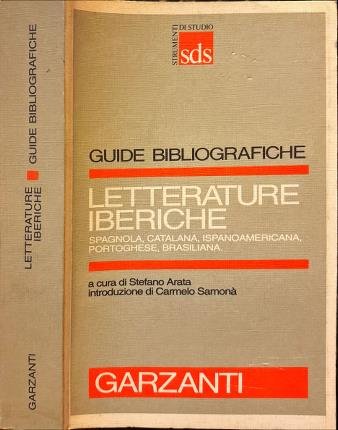 STRUMENTI
DI STUDIO
sds
GUIDE BIBLIOGRAFICHE
LETTERATURE
IBERICHE
SPAGNOLA, CATALANA, ISPANOAMERICANA,
PORTOGHESE, BRASILIANA.
a cura di Stefano Arata
introduzione di Carmelo Samonà
GARZANTI
LETTERATURE
IBERICHE
GUIDE BIBLIOGRAFICHE
GARZANTI